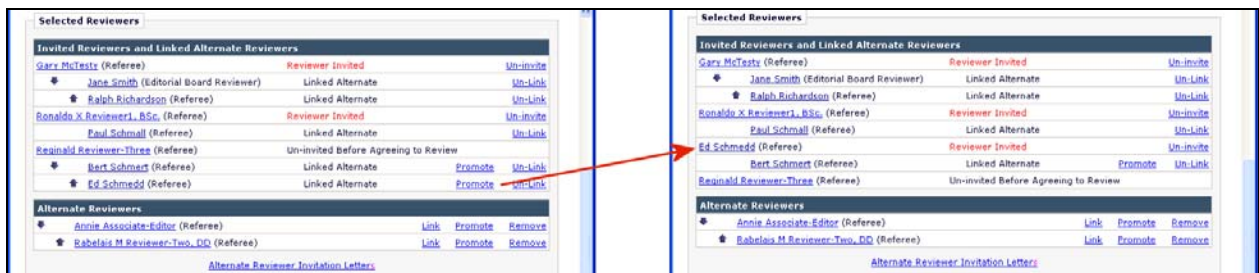 Selected Reviewers
Invited Reviewers and Linked Alternate Reviewers
Gary McTesty (Referee) Reviewer Invited Un-invite
Jane Smith (Editorial Board Reviewer) Linked Alternate Un-Link
Ralph Richardson (Referee) Linked Alternate Un-Link
Ronaldo X Reviewer1, BSc. (Referee) Reviewer Invited Un-invite
Paul Schmall (Referee) Linked Alternate Un-Link
Reginald Reviewer-Three (Referee) Un-invited Before Agreeing to Review
Bert Schmert (Referee) Linked Alternate Promote Un-Link
Ed Schmedd (Referee) Linked Alternate Promote Un-Link
Alternate Reviewers
Annie Associate-Editor (Referee) Link Promote Remove
Rabelais M Reviewer-Two, DD (Referee) Link Promote Remove
Alternate Reviewer Invitation Letters
Selected Reviewers
Invited Reviewers and Linked Alternate Reviewers
Gary McTesty (Referee) Reviewer Invited Un-invite
Jane Smith (Editorial Board Reviewer) Linked Alternate Un-Link
Ralph Richardson (Referee) Linked Alternate Un-Link
Ronaldo X Reviewer1, BSc. (Referee) Reviewer Invited Un-invite
Paul Schmall (Referee) Linked Alternate Un-Link
Ed Schmedd (Referee) Reviewer Invited Un-invite
Bert Schmert (Referee) Linked Alternate Promote Un-Link
Reginald Reviewer-Three (Referee) Un-invited Before Agreeing to Review
Alternate Reviewers
Annie Associate-Editor (Referee) Link Promote Remove
Rabelais M Reviewer-Two, DD (Referee) Link Promote Remove
Alternate Reviewer Invitation Letters